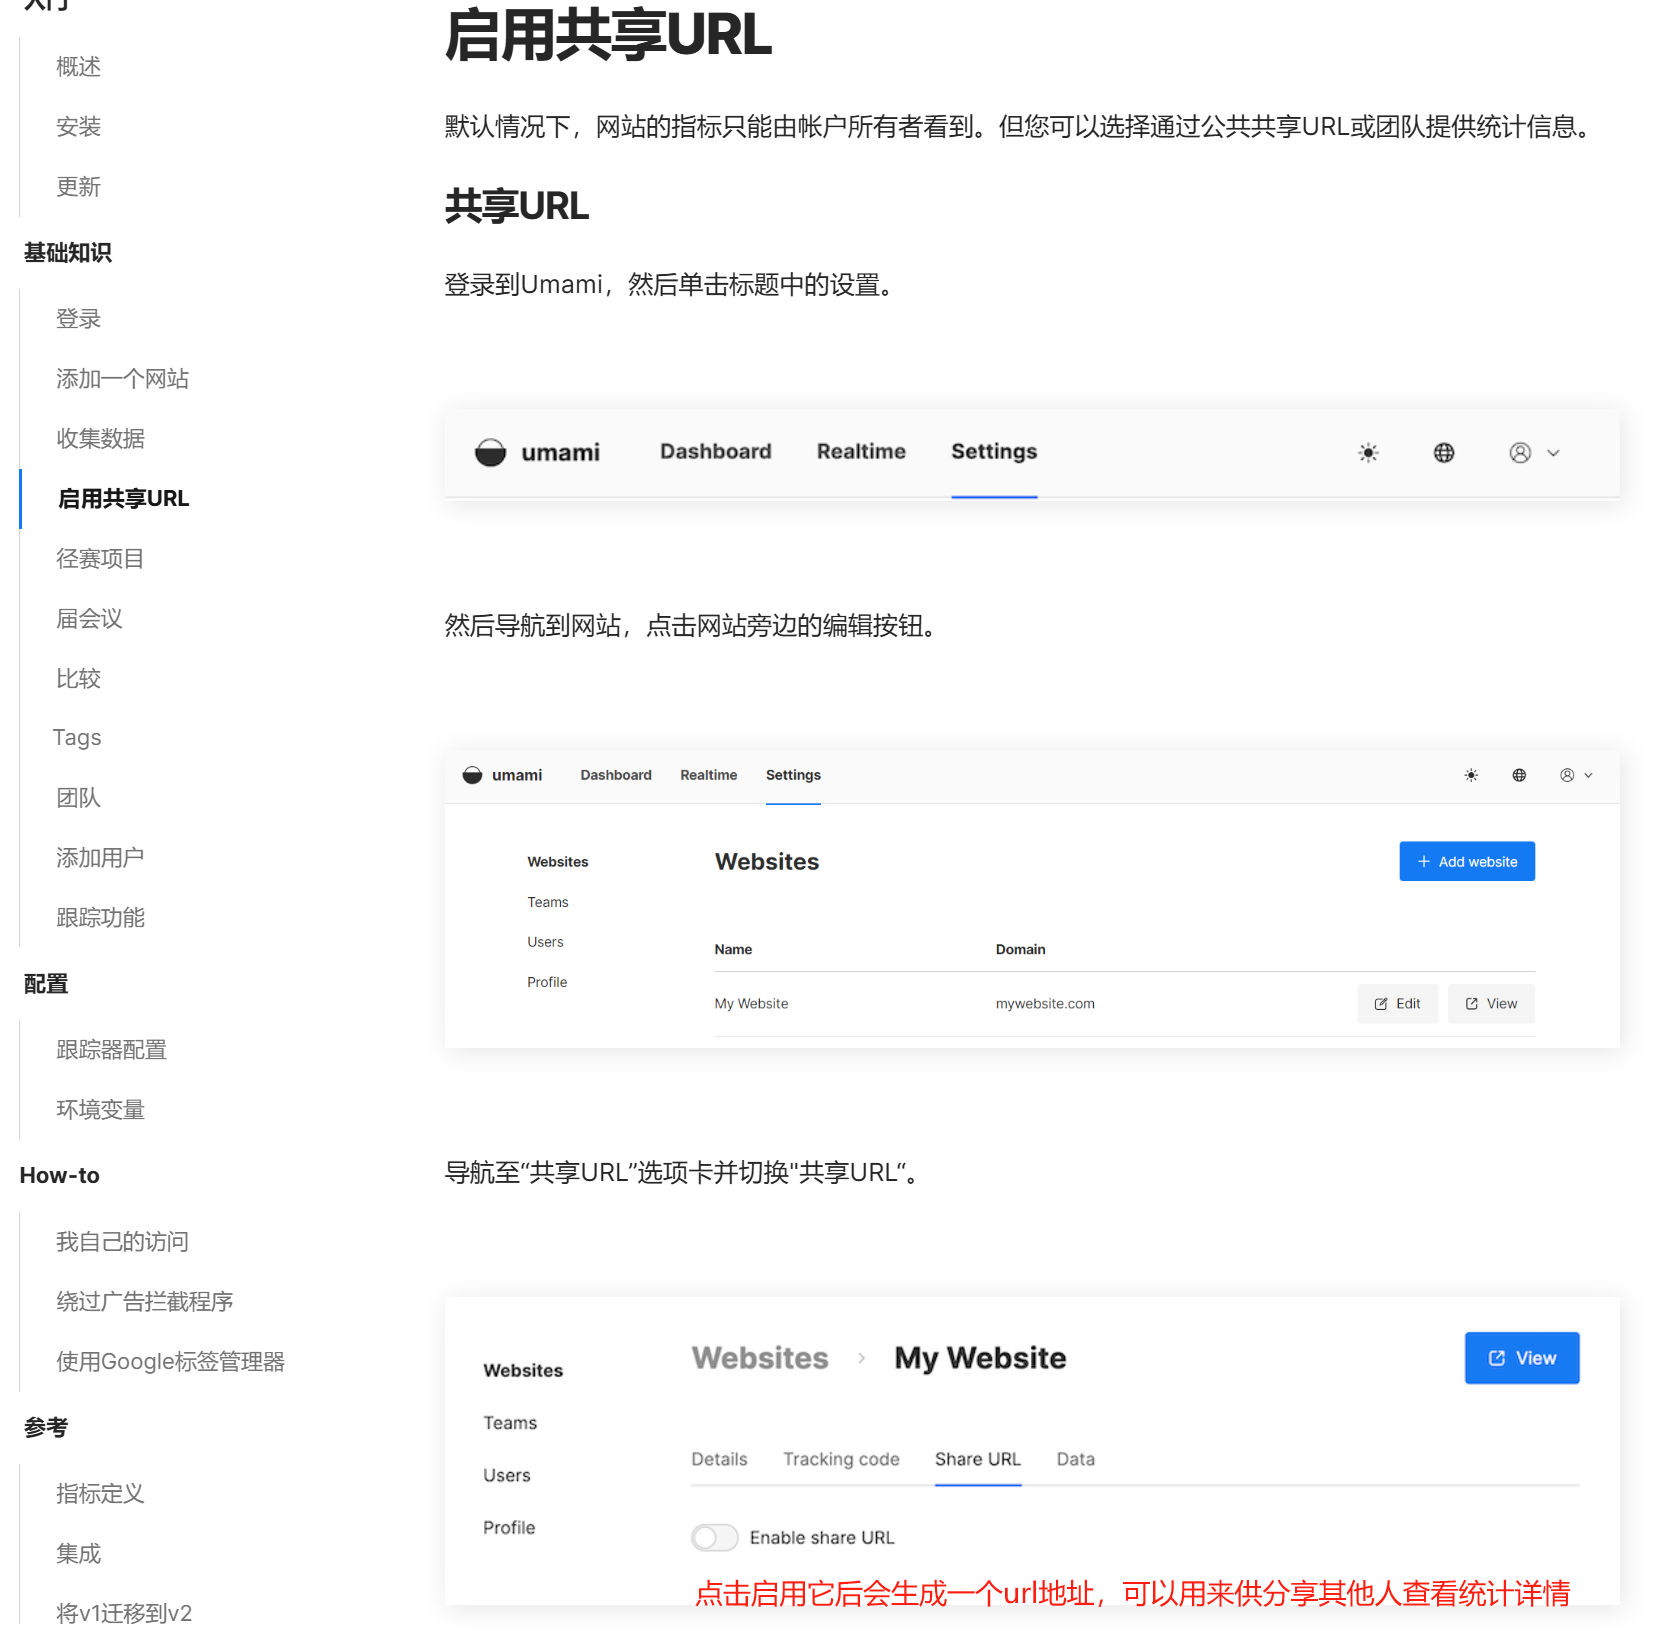 入门
概述
安装
更新
基础知识
登录
添加一个网站
收集数据
启用共享URL
径赛项目
届会议
比较
Tags
团队
添加用户
跟踪功能
配置
跟踪器配置
环境变量
How-to
我自己的访问
绕过广告拦截程序
使用Google标签管理器
参考
指标定义
集成
将v1迁移到v2
启用共享URL
默认情况下，网站的指标只能由帐户所有者看到。但您可以选择通过公共共享URL或团队提供统计信息。
共享URL
登录到Umami，然后单击标题中的设置。
umami Dashboard Realtime Settings
然后导航到网站，点击网站旁边的编辑按钮。
umami Dashboard Realtime Settings
Websites
Teams
Users
Profile
Websites
Add website
Name Domain
My Website mywebsite.com Edit View
导航至“共享URL”选项卡并切换"共享URL“。
Websites
Teams
Users
Profile
Websites › My Website
View
Details Tracking code Share URL Data
Enable share URL
点击启用它后会生成一个url地址，可以用来供分享其他人查看统计详情